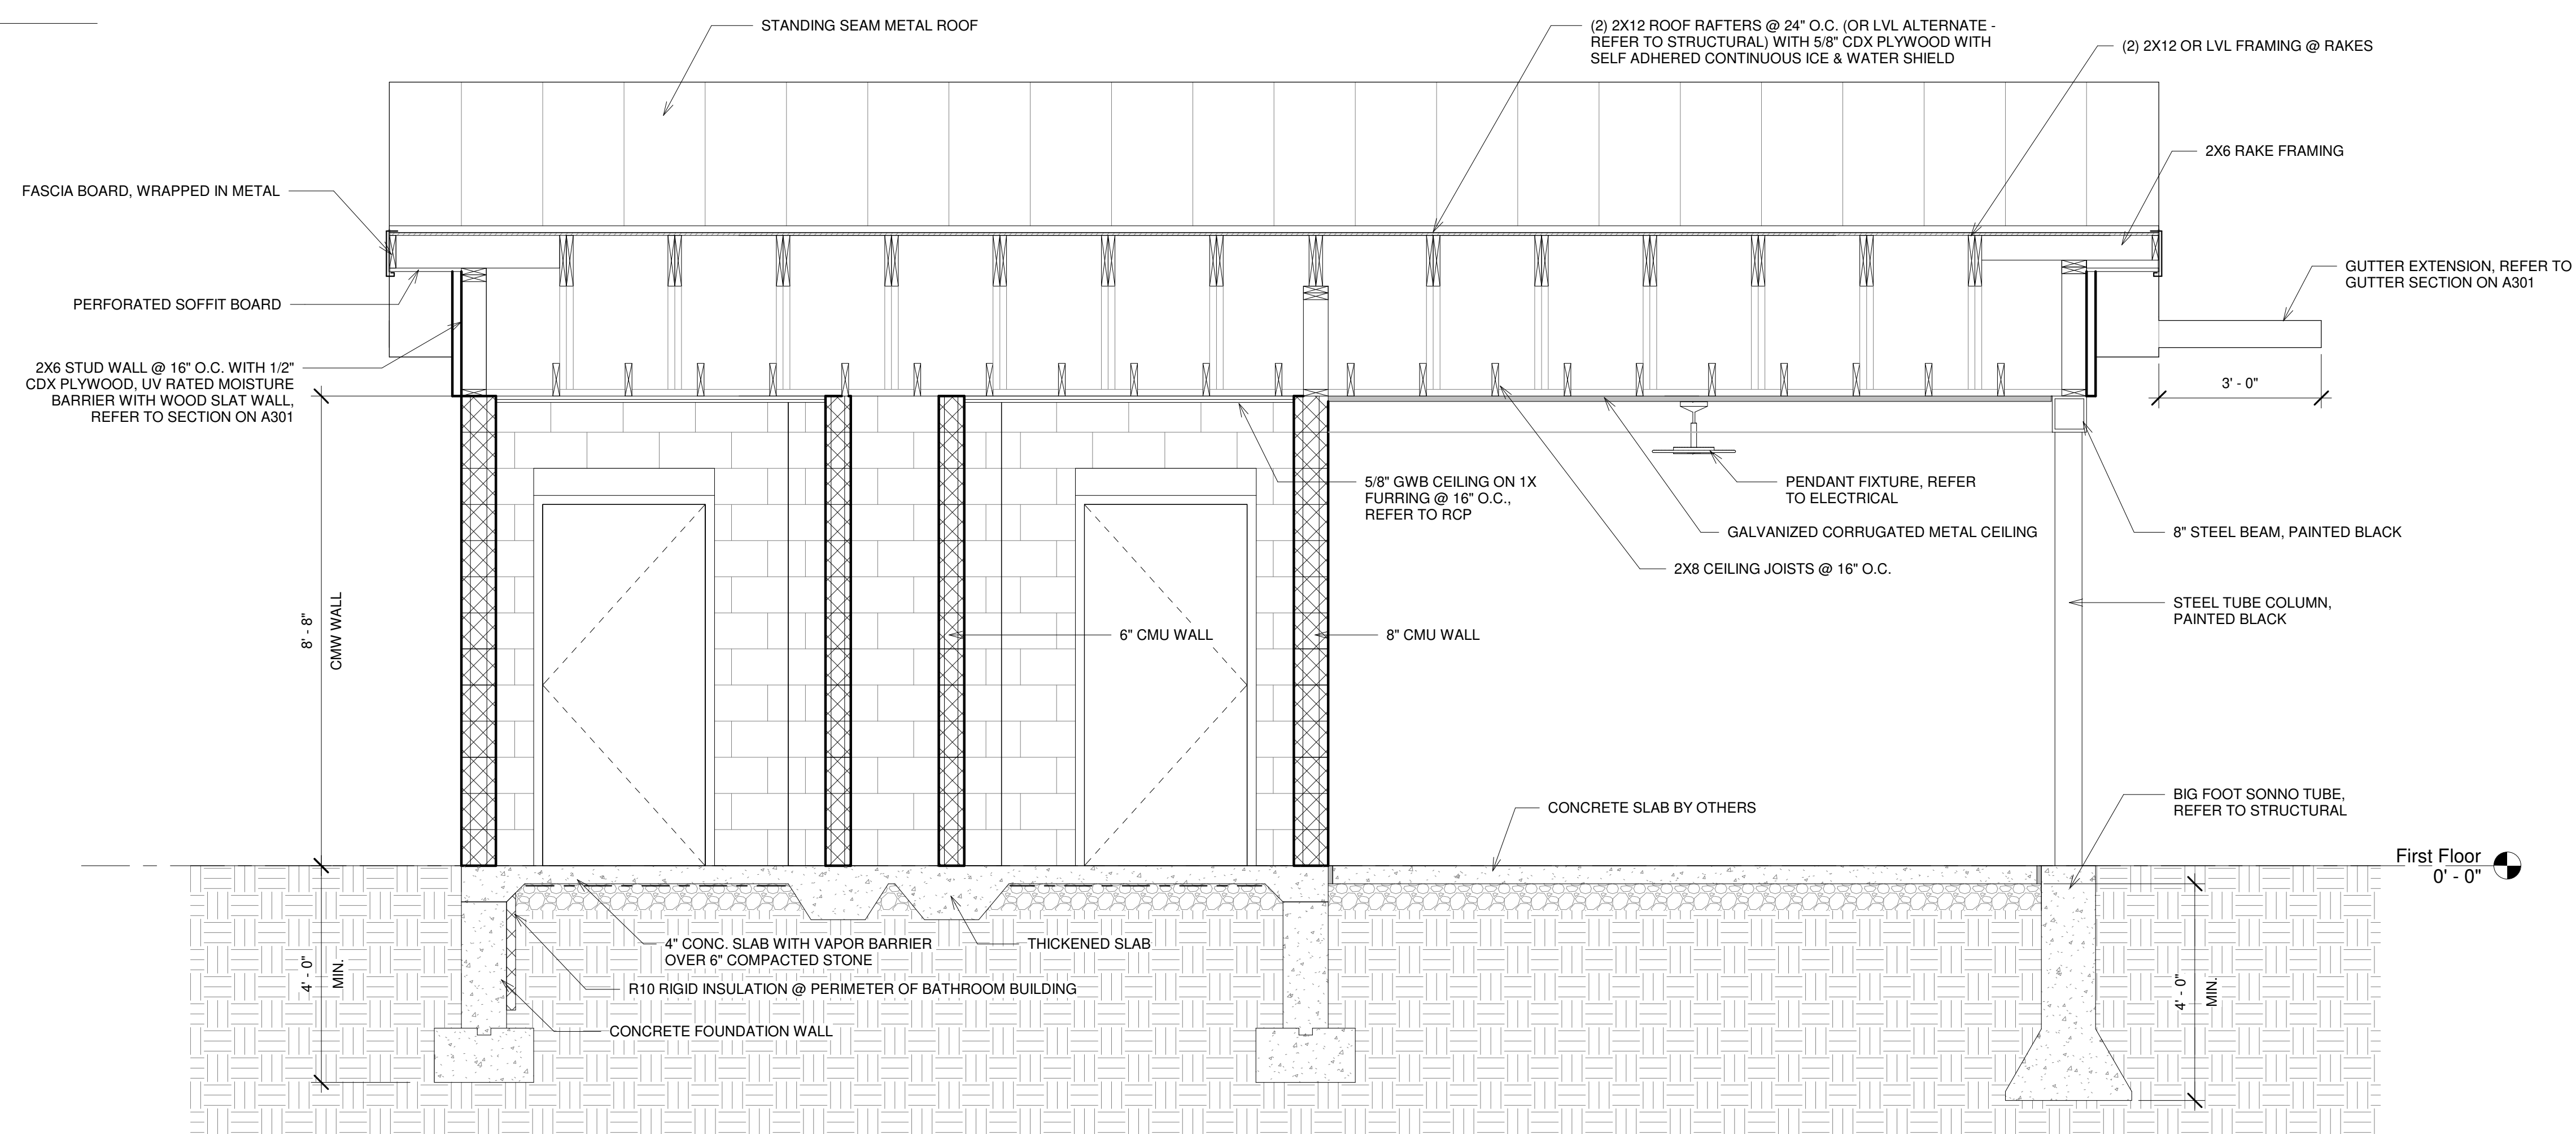 STANDING SEAM METAL ROOF
(2) 2X12 ROOF RAFTERS @ 24" O.C. (OR LVL ALTERNATE -
REFER TO STRUCTURAL) WITH 5/8" CDX PLYWOOD WITH
SELF ADHERED CONTINUOUS ICE & WATER SHIELD
(2) 2X12 OR LVL FRAMING @ RAKES
2X6 RAKE FRAMING
FASCIA BOARD, WRAPPED IN METAL
GUTTER EXTENSION, REFER TO
GUTTER SECTION ON A301
PERFORATED SOFFIT BOARD
2X6 STUD WALL @ 16" O.C. WITH 1/2"
CDX PLYWOOD, UV RATED MOISTURE
BARRIER WITH WOOD SLAT WALL,
REFER TO SECTION ON A301
3' - 0"
5/8" GWB CEILING ON 1X
FURRING @ 16" O.C.,
REFER TO RCP
PENDANT FIXTURE, REFER
TO ELECTRICAL
GALVANIZED CORRUGATED METAL CEILING
8" STEEL BEAM, PAINTED BLACK
2X8 CEILING JOISTS @ 16" O.C.
STEEL TUBE COLUMN,
PAINTED BLACK
8' - 8"
CMW WALL
6" CMU WALL
8" CMU WALL
CONCRETE SLAB BY OTHERS
BIG FOOT SONNO TUBE,
REFER TO STRUCTURAL
First Floor
0' - 0"
4" CONC. SLAB WITH VAPOR BARRIER
OVER 6" COMPACTED STONE
THICKENED SLAB
4' - 0"
MIN.
R10 RIGID INSULATION @ PERIMETER OF BATHROOM BUILDING
4' - 0"
MIN.
CONCRETE FOUNDATION WALL